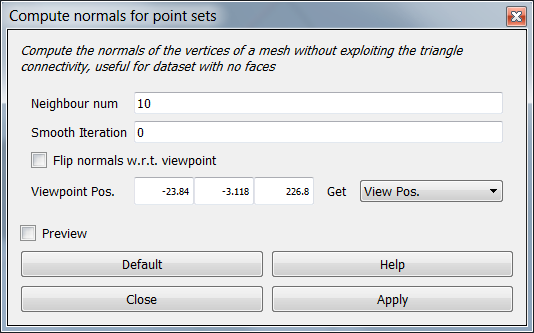 Compute normals for point sets
Compute the normals of the vertices of a mesh without exploiting the triangle
connectivity, useful for dataset with no faces
Neighbour num 10
Smooth Iteration 0
Flip normals w.r.t. viewpoint
Viewpoint Pos. -23.84 -3.118 226.8 Get View Pos.
Preview
Default Help
Close Apply